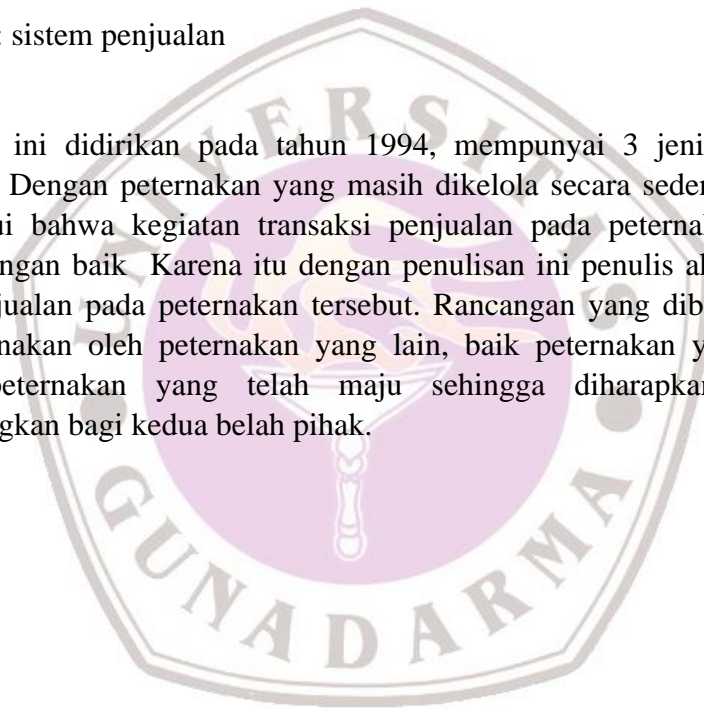 : sistem penjualan
ini didirikan pada tahun 1994, mempunyai 3 jeni
Dengan peternakan yang masih dikelola secara seder
ui bahwa kegiatan transaksi penjualan pada peterna
ngan baik Karena itu dengan penulisan ini penulis a
jualan pada peternakan tersebut. Rancangan yang dib
nakan oleh peternakan yang lain, baik peternakan y
peternakan yang telah maju sehingga diharapkan
gkan bagi kedua belah pihak.
UNIVERSITAS
GUNADARMA